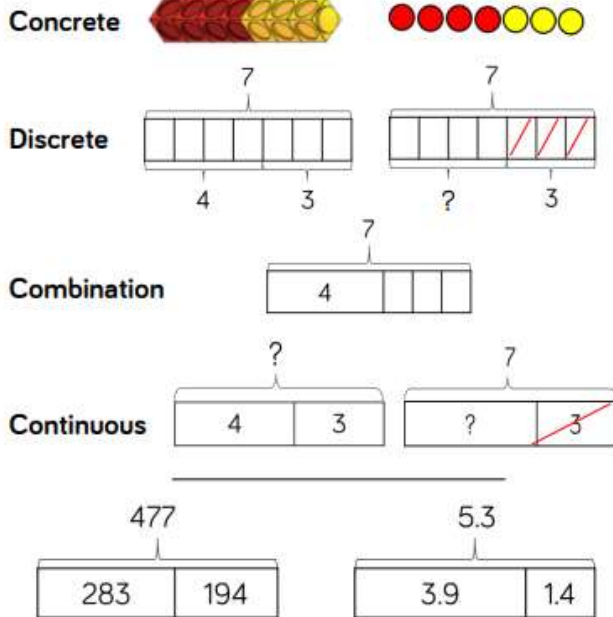 Concrete
7 7
Discrete
4 3 ? 3
7
Combination
4
? 7
Continuous
4 3 ? 3
477 5.3
283 194 3.9 1.4